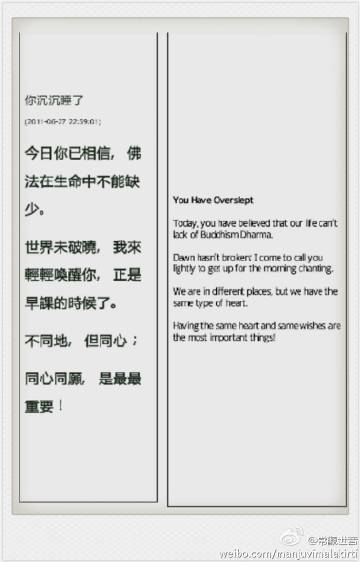 你沉沉睡了
(2011-06-27 22:59:01)
今日你已相信，佛
法在生命中不能缺
少。
世界未破曉，我來
輕輕喚醒你，正是
早課的時候了。
不同地，但同心；
同心同願，是最最
重要！
You Have Overslept
Today, you have believed that our life can't
lack of Buddhism Dharma.
Dawn hasn't broken: I come to call you
lightly to get up for the morning chanting.
We are in different places, but we have the
same type of heart.
Having the same heart and same wishes are
the most important things!
@常觀世音
weibo.com/manjuvimalakirti